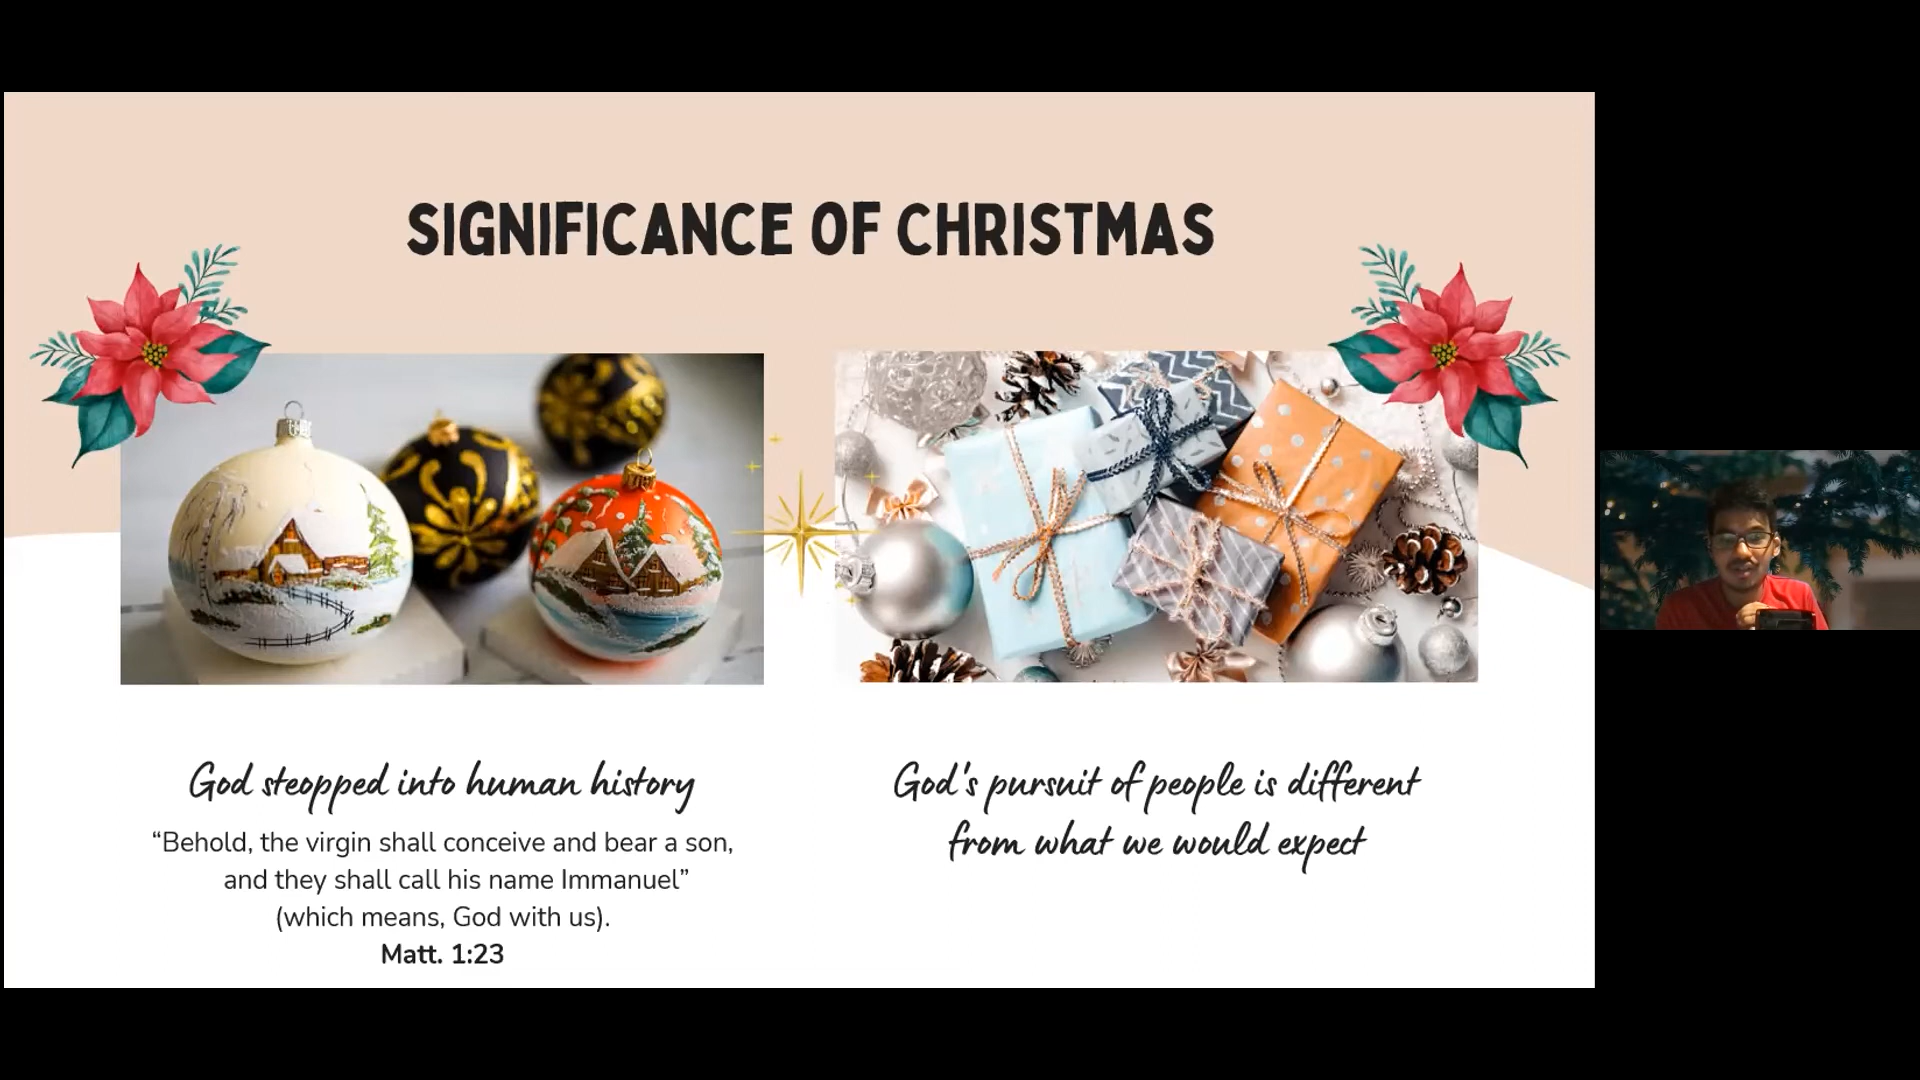 SIGNIFICANCE OF CHRISTMAS
God steopped into human history
“Behold, the virgin shall conceive and bear a son,
and they shall call his name Immanuel”
(which means, God with us).
Matt. 1:23
God's pursuit of people is different
from what we would expect